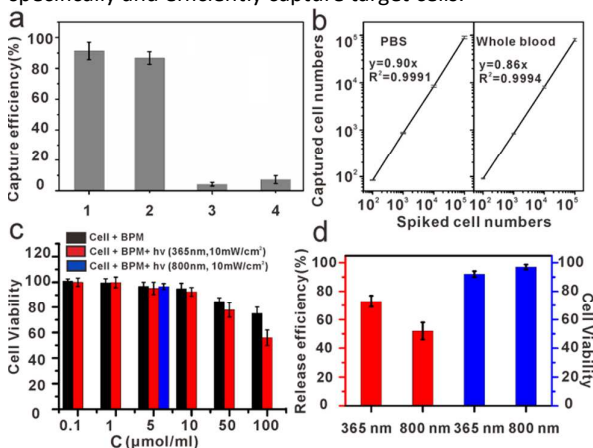 specifically and efficiently capture target cells.
a
Capture efficiency(%)
100
80
60
40
20
0
1 2 3 4
b
Captured cell numbers
10⁵
10⁴
10³
10²
PBS
y=0.90x
R²=0.9991
Whole blood
y=0.86x
R²=0.9994
10² 10³ 10⁴ 10⁵ 10² 10³ 10⁴ 10⁵
Spiked cell numbers
c
Cell + BPM
Cell + BPM+ hv (365nm,10mW/cm²)
Cell + BPM+ hv (800nm, 10mW/cm²)
Cell Viability
120
100
80
60
40
20
0
0.1 1 5 10 50 100
C (μmol/ml)
d
Release efficiency(%)
100
80
60
40
20
0
100
80
60
40
20
0
Cell Viability
365 nm 800 nm 365 nm 800 nm